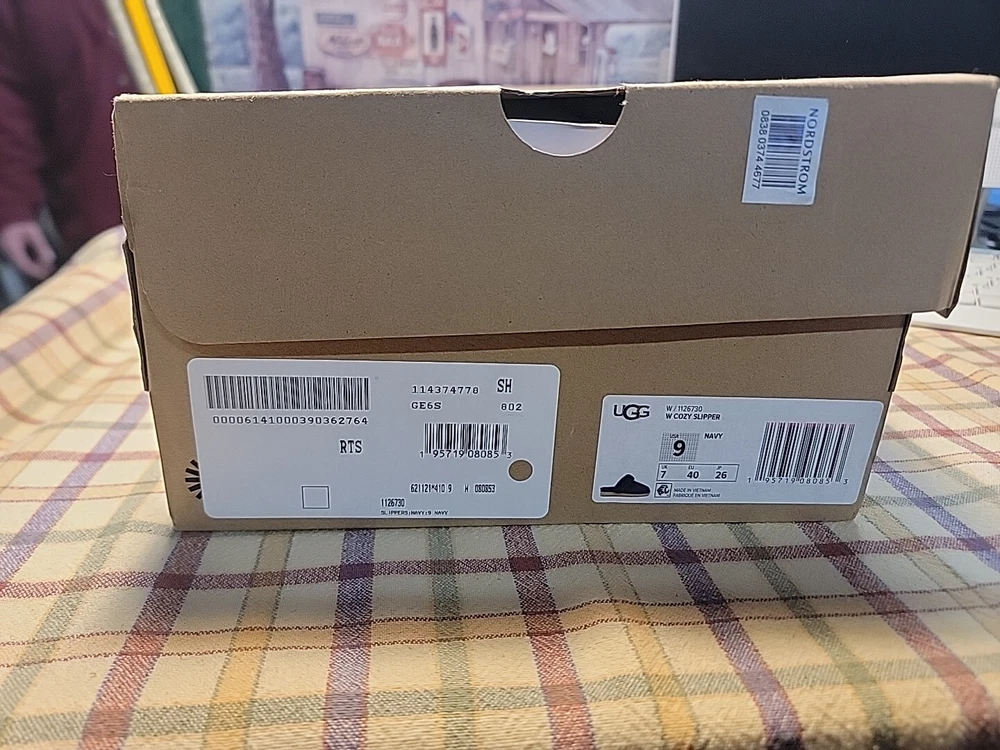 NORDSTROM
0838 0374 4677
114374778 SH
GE6S 802
00006141000390362764
RTS
1 95719 08085 3
621121*410 9 W 080853
1126730
SLIPPERS:NAVY:9 NAVY
UGG
W / 1126730
W COZY SLIPPER
USA
9
NAVY
UK EU JP
7 40 26
MADE IN VIETNAM
FABRIQUÉ EN VIETNAM
1 95719 08085 3